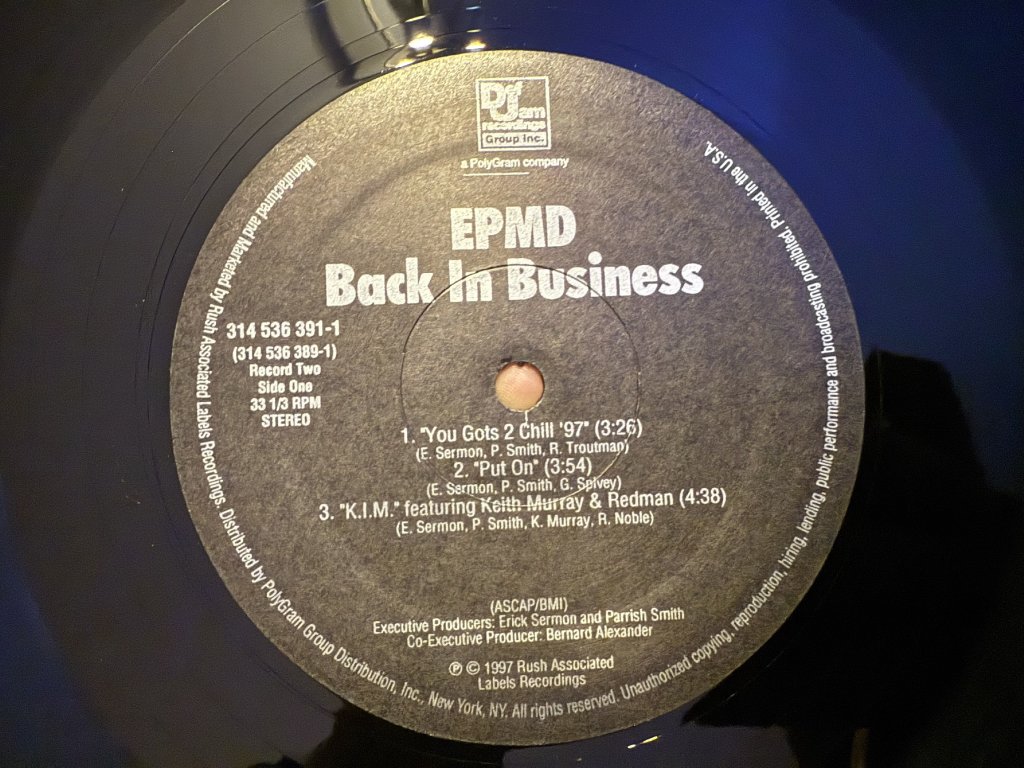 Def Jam
recordings
Group Inc.
a PolyGram company
EPMD
Back In Business
314 536 391-1
(314 536 389-1)
Record Two
Side One
33 1/3 RPM
STEREO
1. "You Gots 2 Chill '97" (3:26)
(E. Sermon, P. Smith, R. Troutman)
2. "Put On" (3:54)
(E. Sermon, P. Smith, G. Spivey)
3. "K.I.M." featuring Keith Murray & Redman (4:38)
(E. Sermon, P. Smith, K. Murray, R. Noble)
(ASCAP/BMI)
Executive Producers: Erick Sermon and Parrish Smith
Co-Executive Producer: Bernard Alexander
℗ © 1997 Rush Associated
Labels Recordings
Manufactured and Marketed by Rush Associated Labels Recordings. Distributed by PolyGram Group Distribution, Inc., New York, NY. All rights reserved. Unauthorized copying, reproduction, hiring, lending, public performance and broadcasting prohibited. Printed in the U.S.A.